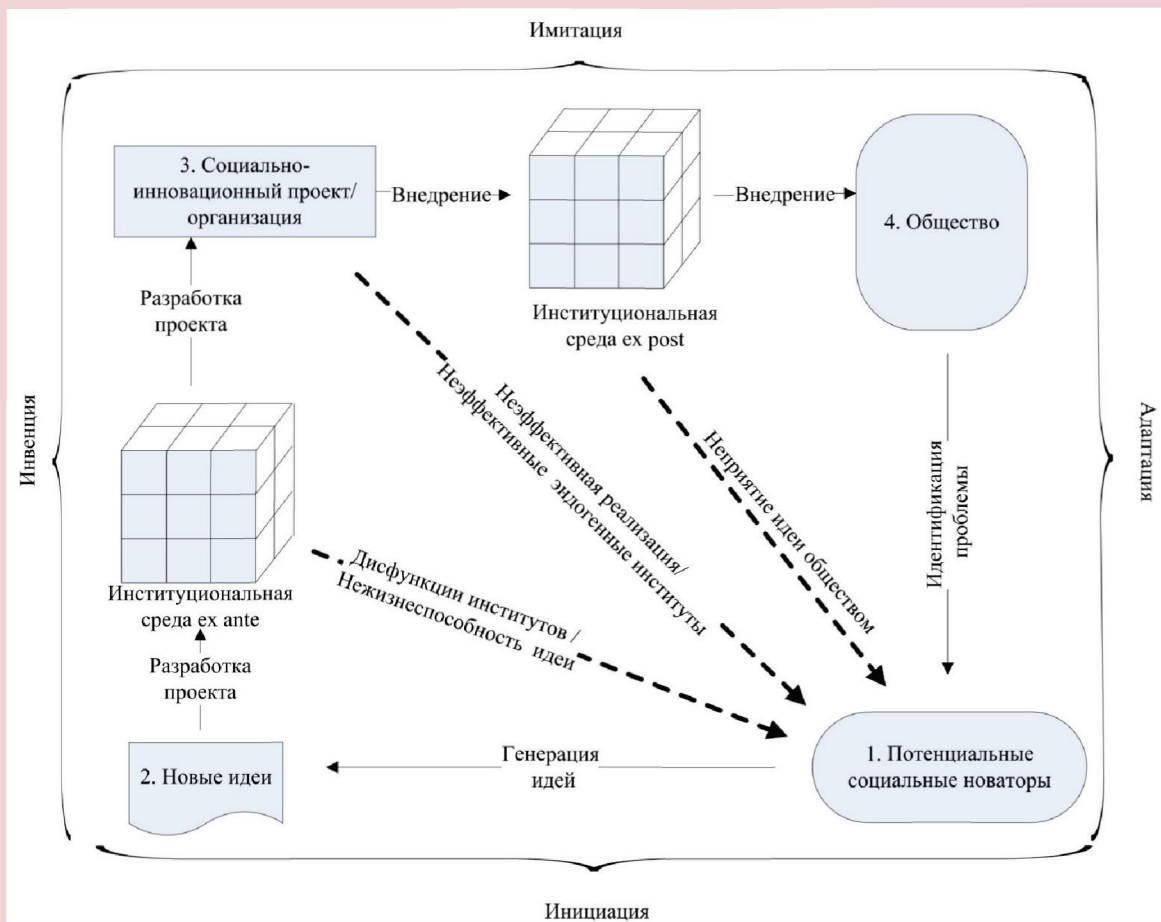 Имитация
3. Социально-
инновационный проект/
организация
Внедрение
Внедрение
4. Общество
Разработка
проекта
Институциональная
среда ex post
Инвенция
Адаптация
Неэффективная реализация/
Неэффективные эндогенные институты
Неприятие идеи обществом
Идентификация
проблемы
Дисфункции институтов /
Нежизнеспособность идеи
Институциональная
среда ex ante
Разработка
проекта
2. Новые идеи
Генерация
идей
1. Потенциальные
социальные новаторы
Инициация